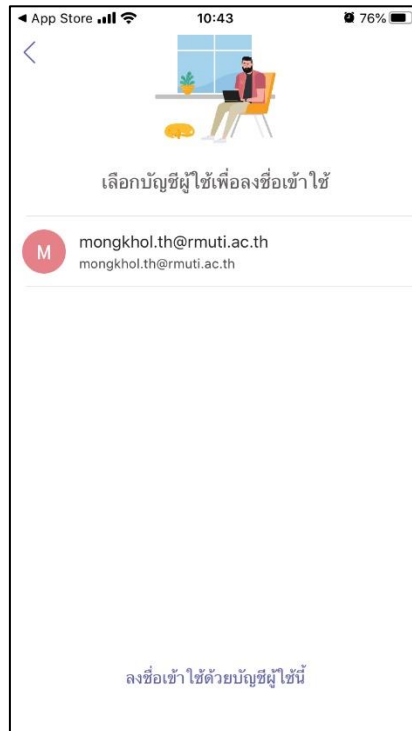 App Store 10:43 76%
เลือกบัญชีผู้ใช้เพื่อลงชื่อเข้าใช้
M
mongkhol.th@rmuti.ac.th
mongkhol.th@rmuti.ac.th
ลงชื่อเข้าใช้ด้วยบัญชีผู้ใช้นี้